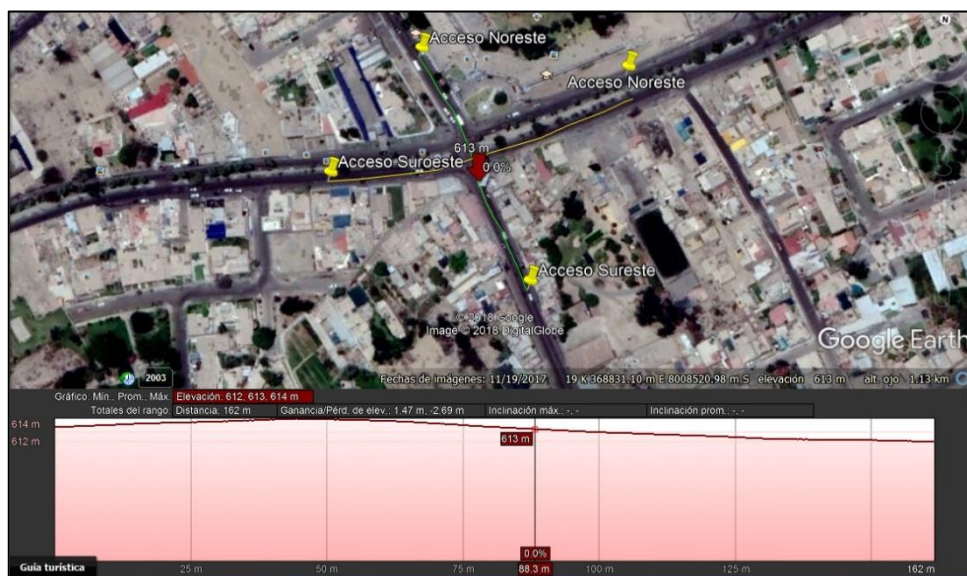 N
Acceso Noreste
Acceso Noreste
613 m
0.0%
Acceso Suroeste
Acceso Sureste
© 2018 Google
Image © 2018 DigitalGlobe
Google Earth
2003
Fechas de imágenes: 11/19/2017 19 K 368831.10 m E 8008520.98 m S elevación 613 m alt. ojo 1.13 km
Gráfico: Mín., Prom., Máx. Elevación: 612, 613, 614 m
Totales del rango: Distancia: 162 m Ganancia/Pérd. de elev.: 1.47 m, -2.69 m Inclinación máx.: -, - Inclinación prom.: -, -
614 m
612 m
613 m
0.0%
Guía turística
25 m 50 m 75 m 88.3 m 100 m 125 m 162 m